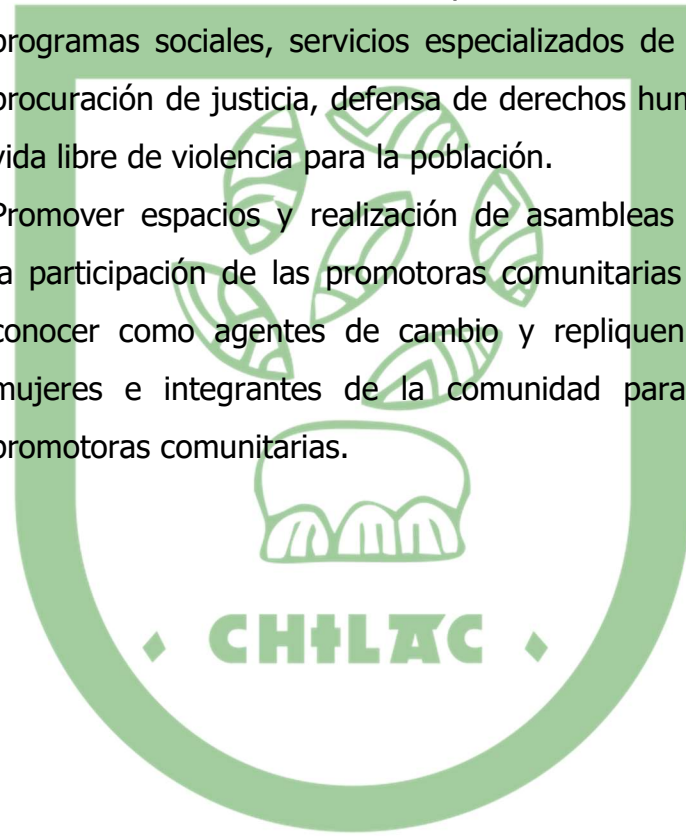 programas sociales, servicios especializados de
procuración de justicia, defensa de derechos hum
vida libre de violencia para la población.
Promover espacios y realización de asambleas
la participación de las promotoras comunitarias
conocer como agentes de cambio y repliquen
mujeres e integrantes de la comunidad para
promotoras comunitarias.
CHILAC